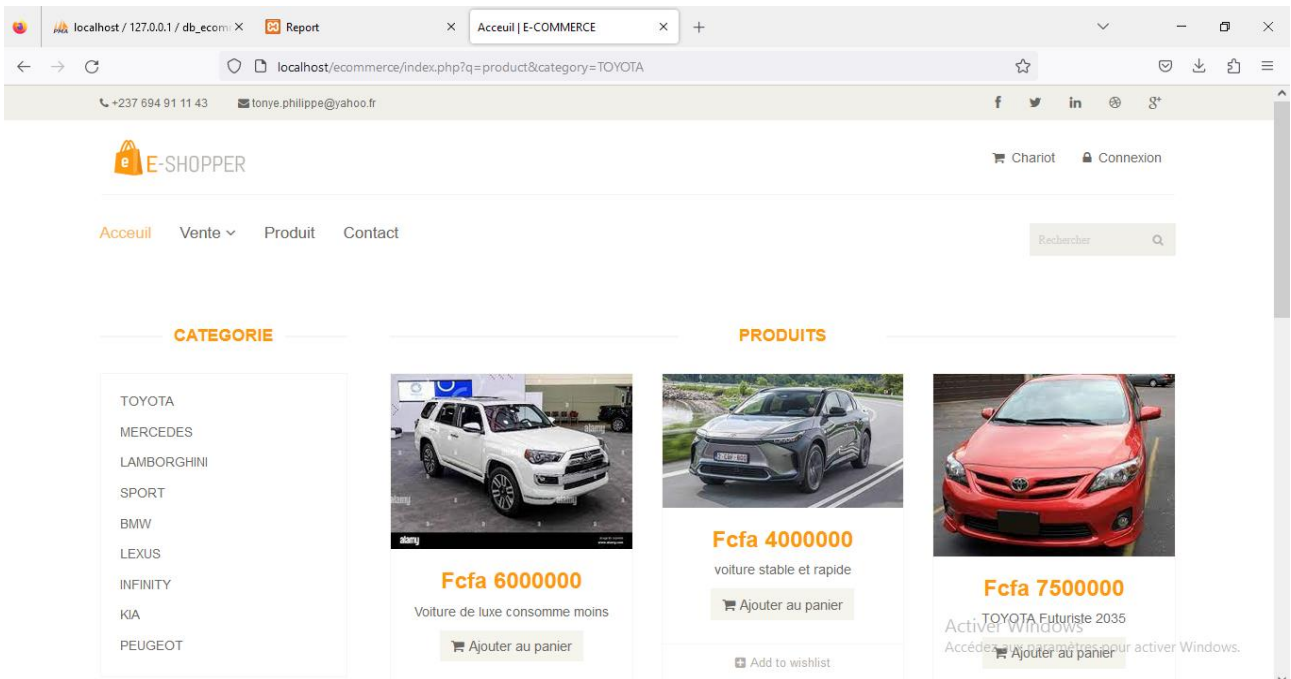 localhost / 127.0.0.1 / db_ecom
Report
Acceuil | E-COMMERCE
localhost/ecommerce/index.php?q=product&category=TOYOTA
+237 694 91 11 43
tonye.philippe@yahoo.fr
E-SHOPPER
Chariot
Connexion
Acceuil
Vente
Produit
Contact
Rechercher
CATEGORIE
TOYOTA
MERCEDES
LAMBORGHINI
SPORT
BMW
LEXUS
INFINITY
KIA
PEUGEOT
PRODUITS
alamy
alamy
Fcfa 6000000
Voiture de luxe consomme moins
Ajouter au panier
Fcfa 4000000
voiture stable et rapide
Ajouter au panier
Add to wishlist
Fcfa 7500000
TOYOTA Futuriste 2035
Ajouter au panier
Activer Windows
Accédez aux paramètres pour activer Windows.